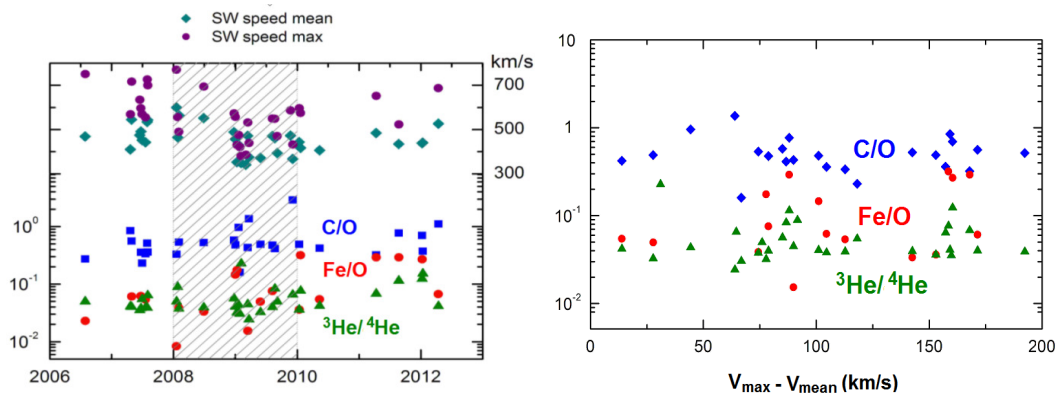 SW speed mean
SW speed max
km/s
700
500
300
10⁰
10⁻¹
10⁻²
C/O
Fe/O
³He/ ⁴He
2006
2008
2010
2012
10
1
10⁻¹
10⁻²
C/O
Fe/O
³He/ ⁴He
0
50
100
150
200
Vmax - Vmean (km/s)